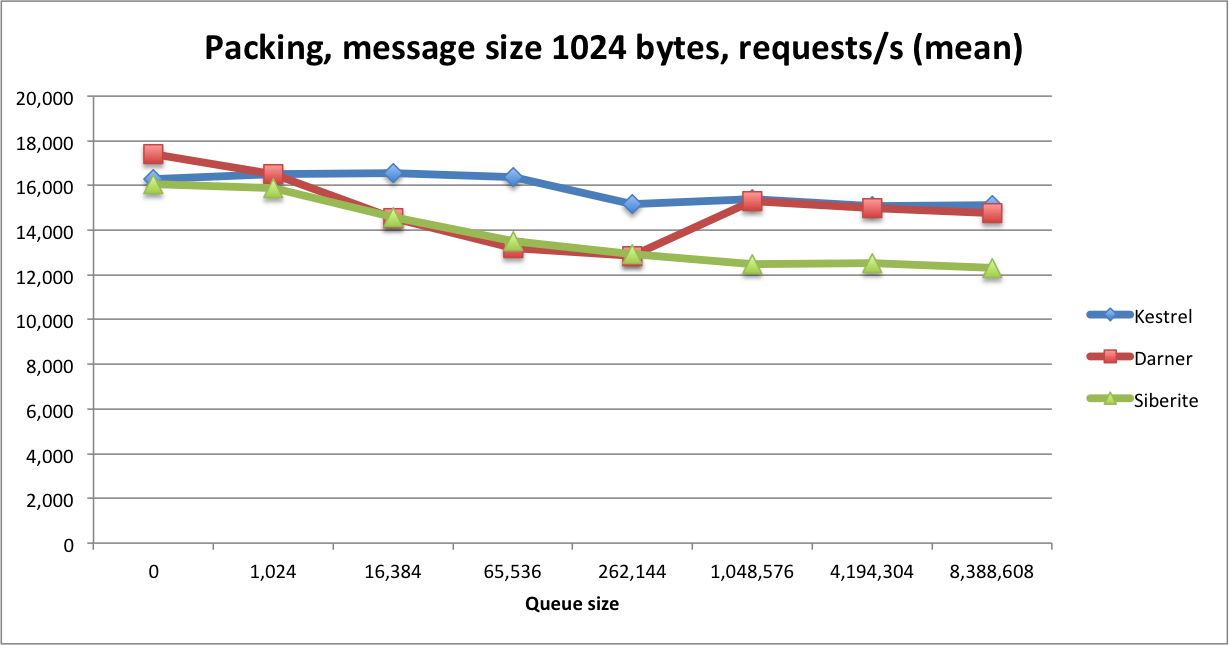 Packing, message size 1024 bytes, requests/s (mean)
20,000
18,000
16,000
14,000
12,000
10,000
8,000
6,000
4,000
2,000
0
0 1,024 16,384 65,536 262,144 1,048,576 4,194,304 8,388,608
Queue size
Kestrel
Darner
Siberite